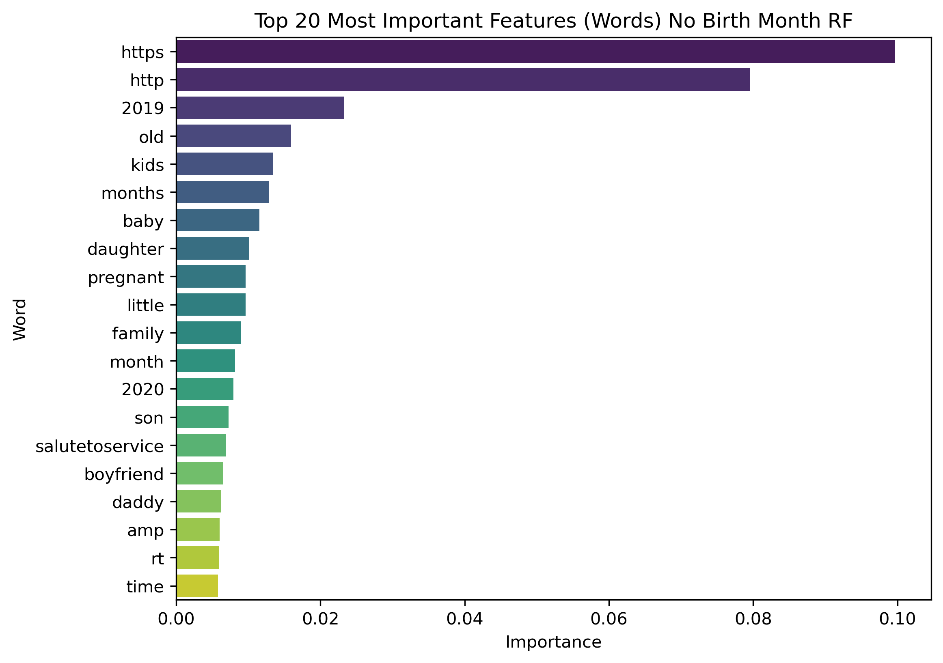 Top 20 Most Important Features (Words) No Birth Month RF
https
http
2019
old
kids
months
baby
daughter
pregnant
little
family
month
2020
son
salutetoservice
boyfriend
daddy
amp
rt
time
Word
0.00 0.02 0.04 0.06 0.08 0.10
Importance